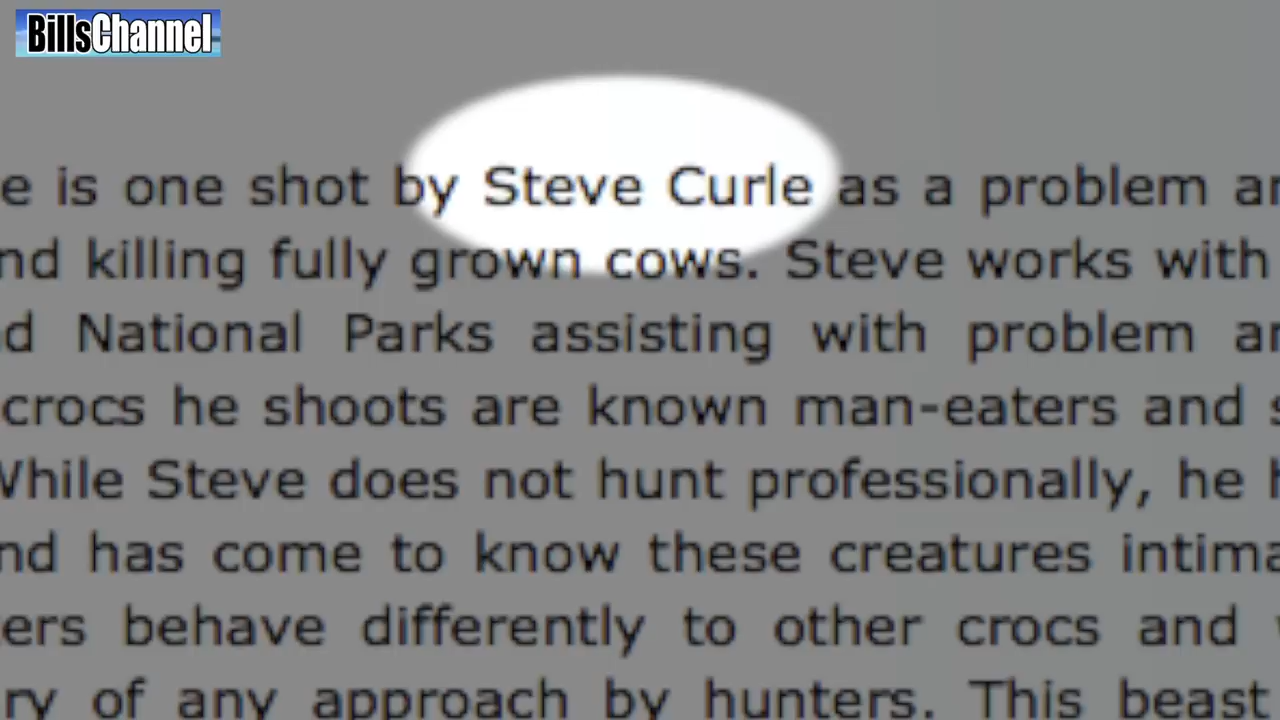 BillsChannel
e is one shot by Steve Curle as a problem an
nd killing fully grown cows. Steve works with
d National Parks assisting with problem an
crocs he shoots are known man-eaters and s
While Steve does not hunt professionally, he h
nd has come to know these creatures intima
ers behave differently to other crocs and
ry of any approach by hunters. This beast